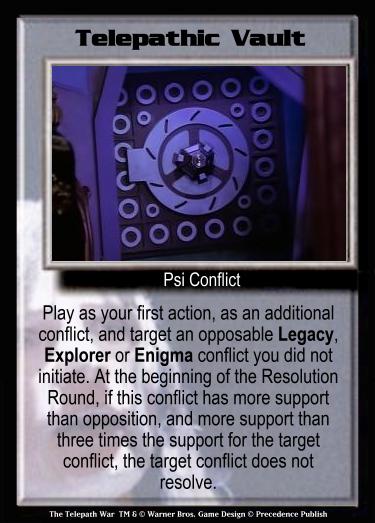 Telepathic Vault
Psi Conflict
Play as your first action, as an additional
conflict, and target an opposable Legacy,
Explorer or Enigma conflict you did not
initiate. At the beginning of the Resolution
Round, if this conflict has more support
than opposition, and more support than
three times the support for the target
conflict, the target conflict does not
resolve.
The Telepath War TM & © Warner Bros. Game Design © Precedence Publish